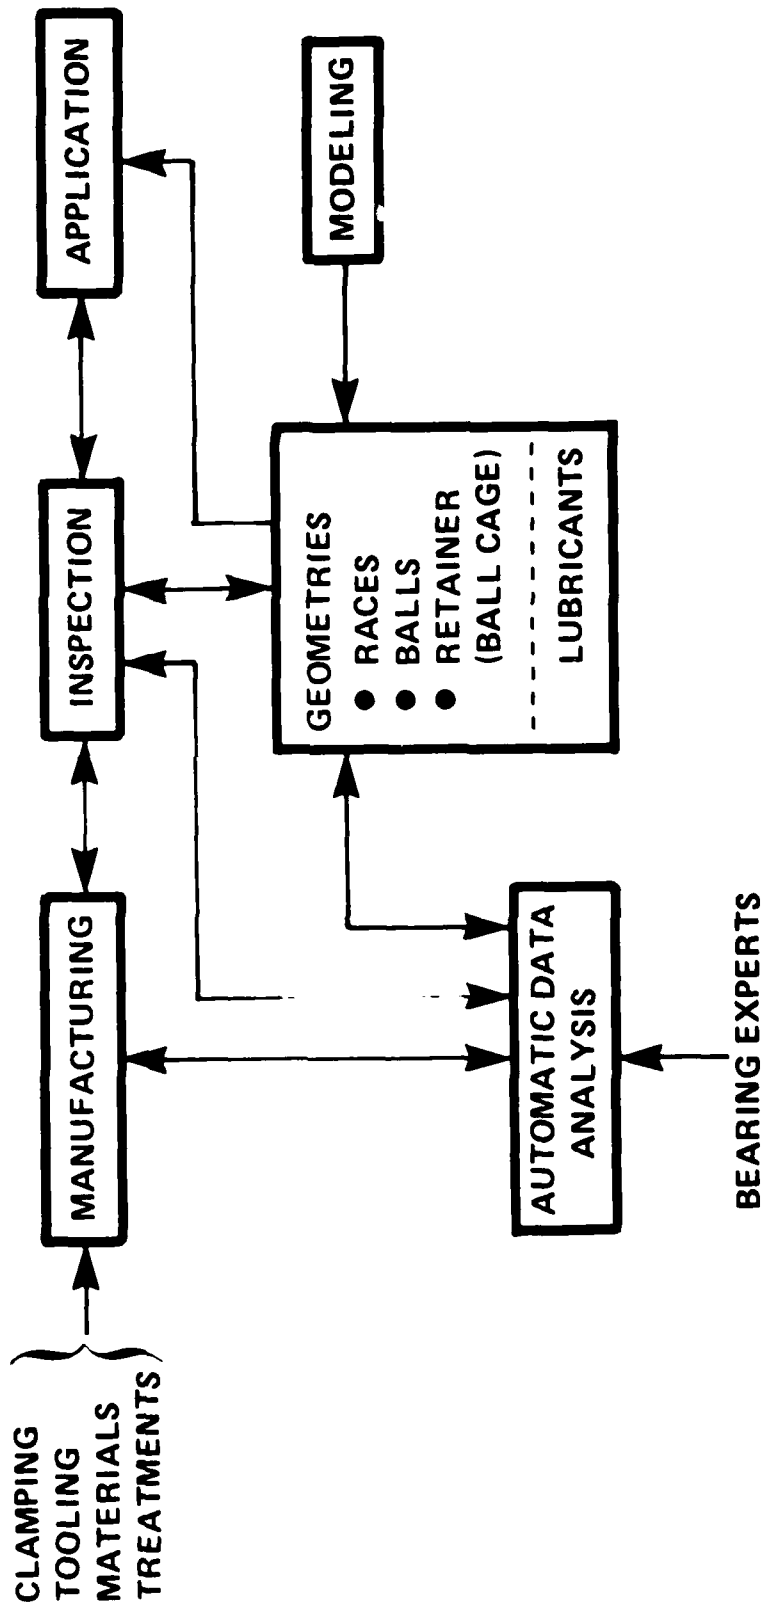 CLAMPING
TOOLING
MATERIALS
TREATMENTS
MANUFACTURING
INSPECTION
APPLICATION
AUTOMATIC DATA
ANALYSIS
BEARING EXPERTS
GEOMETRIES
● RACES
● BALLS
● RETAINER
(BALL CAGE)
LUBRICANTS
MODELING